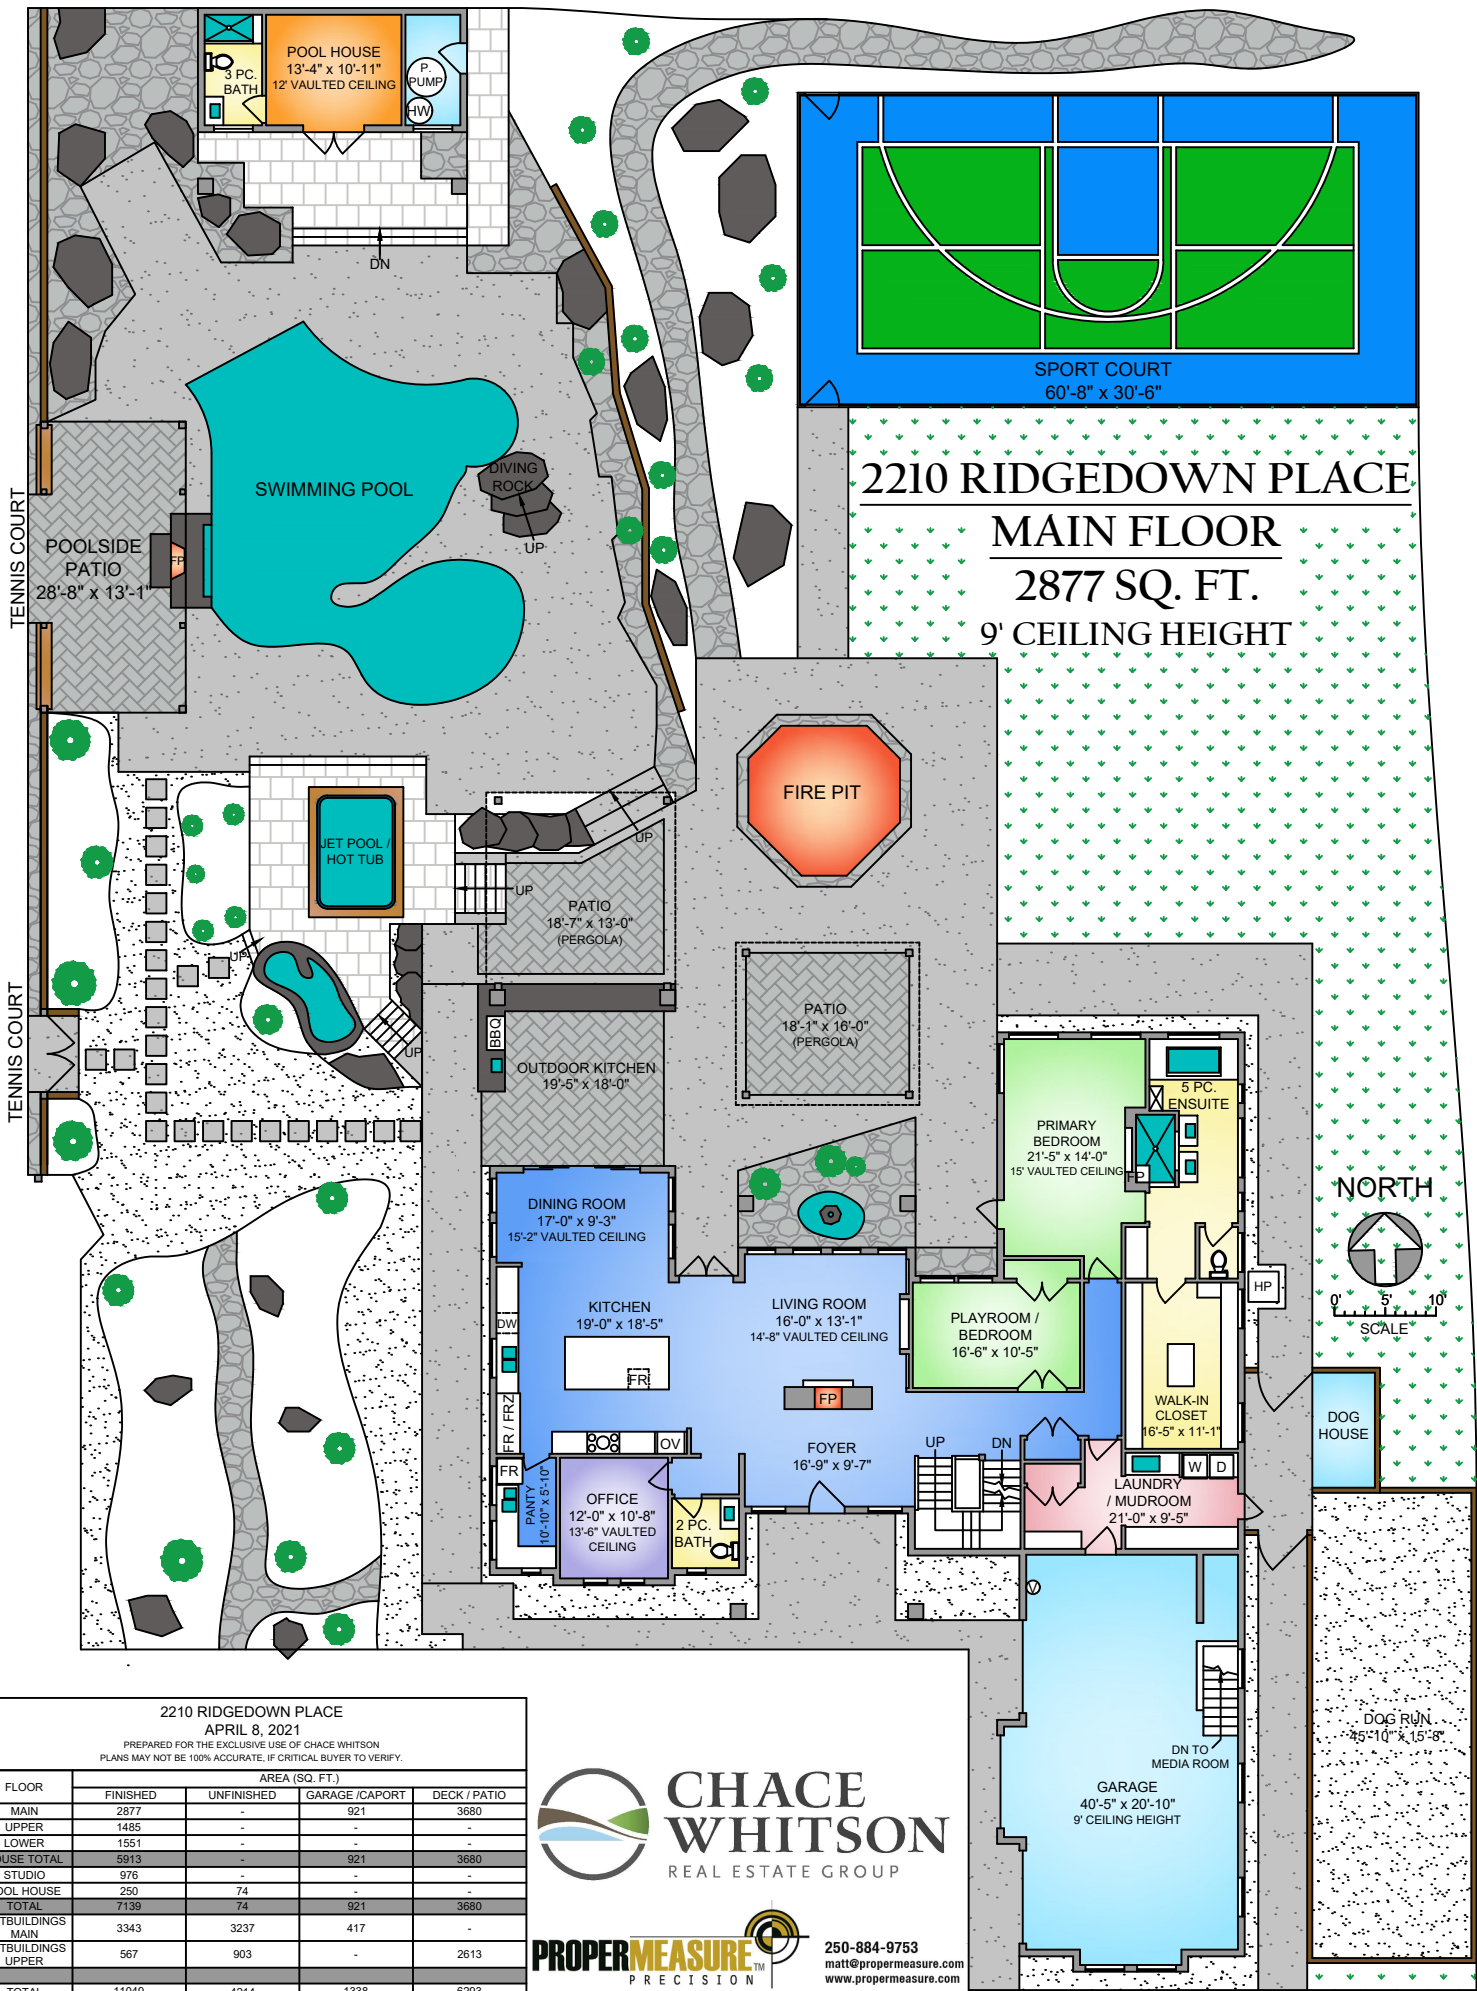 POOL HOUSE
13'-4" x 10'-11"
12' VAULTED CEILING
3 PC.
BATH
P.
PUMP
HW
DN
SPORT COURT
60'-8" x 30'-6"
2210 RIDGEDOWN PLACE
MAIN FLOOR
2877 SQ. FT.
9' CEILING HEIGHT
TENNIS COURT
SWIMMING POOL
DIVING
ROCK
UP
POOLSIDE
PATIO
28'-8" x 13'-1"
FP
FIRE PIT
JET POOL /
HOT TUB
UP
UP
PATIO
18'-7" x 13'-0"
(PERGOLA)
UP
UP
TENNIS COURT
BBQ
OUTDOOR KITCHEN
19'-5" x 18'-0"
PATIO
18'-1" x 16'-0"
(PERGOLA)
PRIMARY
BEDROOM
21'-5" x 14'-0"
15' VAULTED CEILING
FP
5 PC.
ENSUITE
NORTH
0' 5' 10'
SCALE
HP
DINING ROOM
17'-0" x 9'-3"
15'-2" VAULTED CEILING
KITCHEN
19'-0" x 18'-5"
DW
FR
FR / FRZ
OV
LIVING ROOM
16'-0" x 13'-1"
14'-8" VAULTED CEILING
FP
PLAYROOM /
BEDROOM
16'-6" x 10'-5"
WALK-IN
CLOSET
16'-5" x 11'-1"
DOG
HOUSE
FOYER
16'-9" x 9'-7"
UP
DN
W D
LAUNDRY
/ MUDROOM
21'-0" x 9'-5"
FR
PANTY
10'-10" x 5'-10"
OFFICE
12'-0" x 10'-8"
13'-6" VAULTED
CEILING
2 PC.
BATH
V
DN TO
MEDIA ROOM
GARAGE
40'-5" x 20'-10"
9' CEILING HEIGHT
DOG RUN
45'-10" x 15'-8"
2210 RIDGEDOWN PLACE
APRIL 8, 2021
PREPARED FOR THE EXCLUSIVE USE OF CHACE WHITSON
PLANS MAY NOT BE 100% ACCURATE, IF CRITICAL BUYER TO VERIFY.
FLOOR AREA (SQ. FT.)
FINISHED UNFINISHED GARAGE /CAPORT DECK / PATIO
MAIN 2877 - 921 3680
UPPER 1485 - - -
LOWER 1551 - - -
OUSE TOTAL 5913 - 921 3680
STUDIO 976 - - -
OOL HOUSE 250 74 - -
TOTAL 7139 74 921 3680
TBUILDINGS
MAIN 3343 3237 417 -
TBUILDINGS
UPPER 567 903 - 2613
TOTAL 11049 4214 1338 6293
CHACE
WHITSON
REAL ESTATE GROUP
PROPERMEASURE TM
PRECISION
250-884-9753
matt@propermeasure.com
www.propermeasure.com